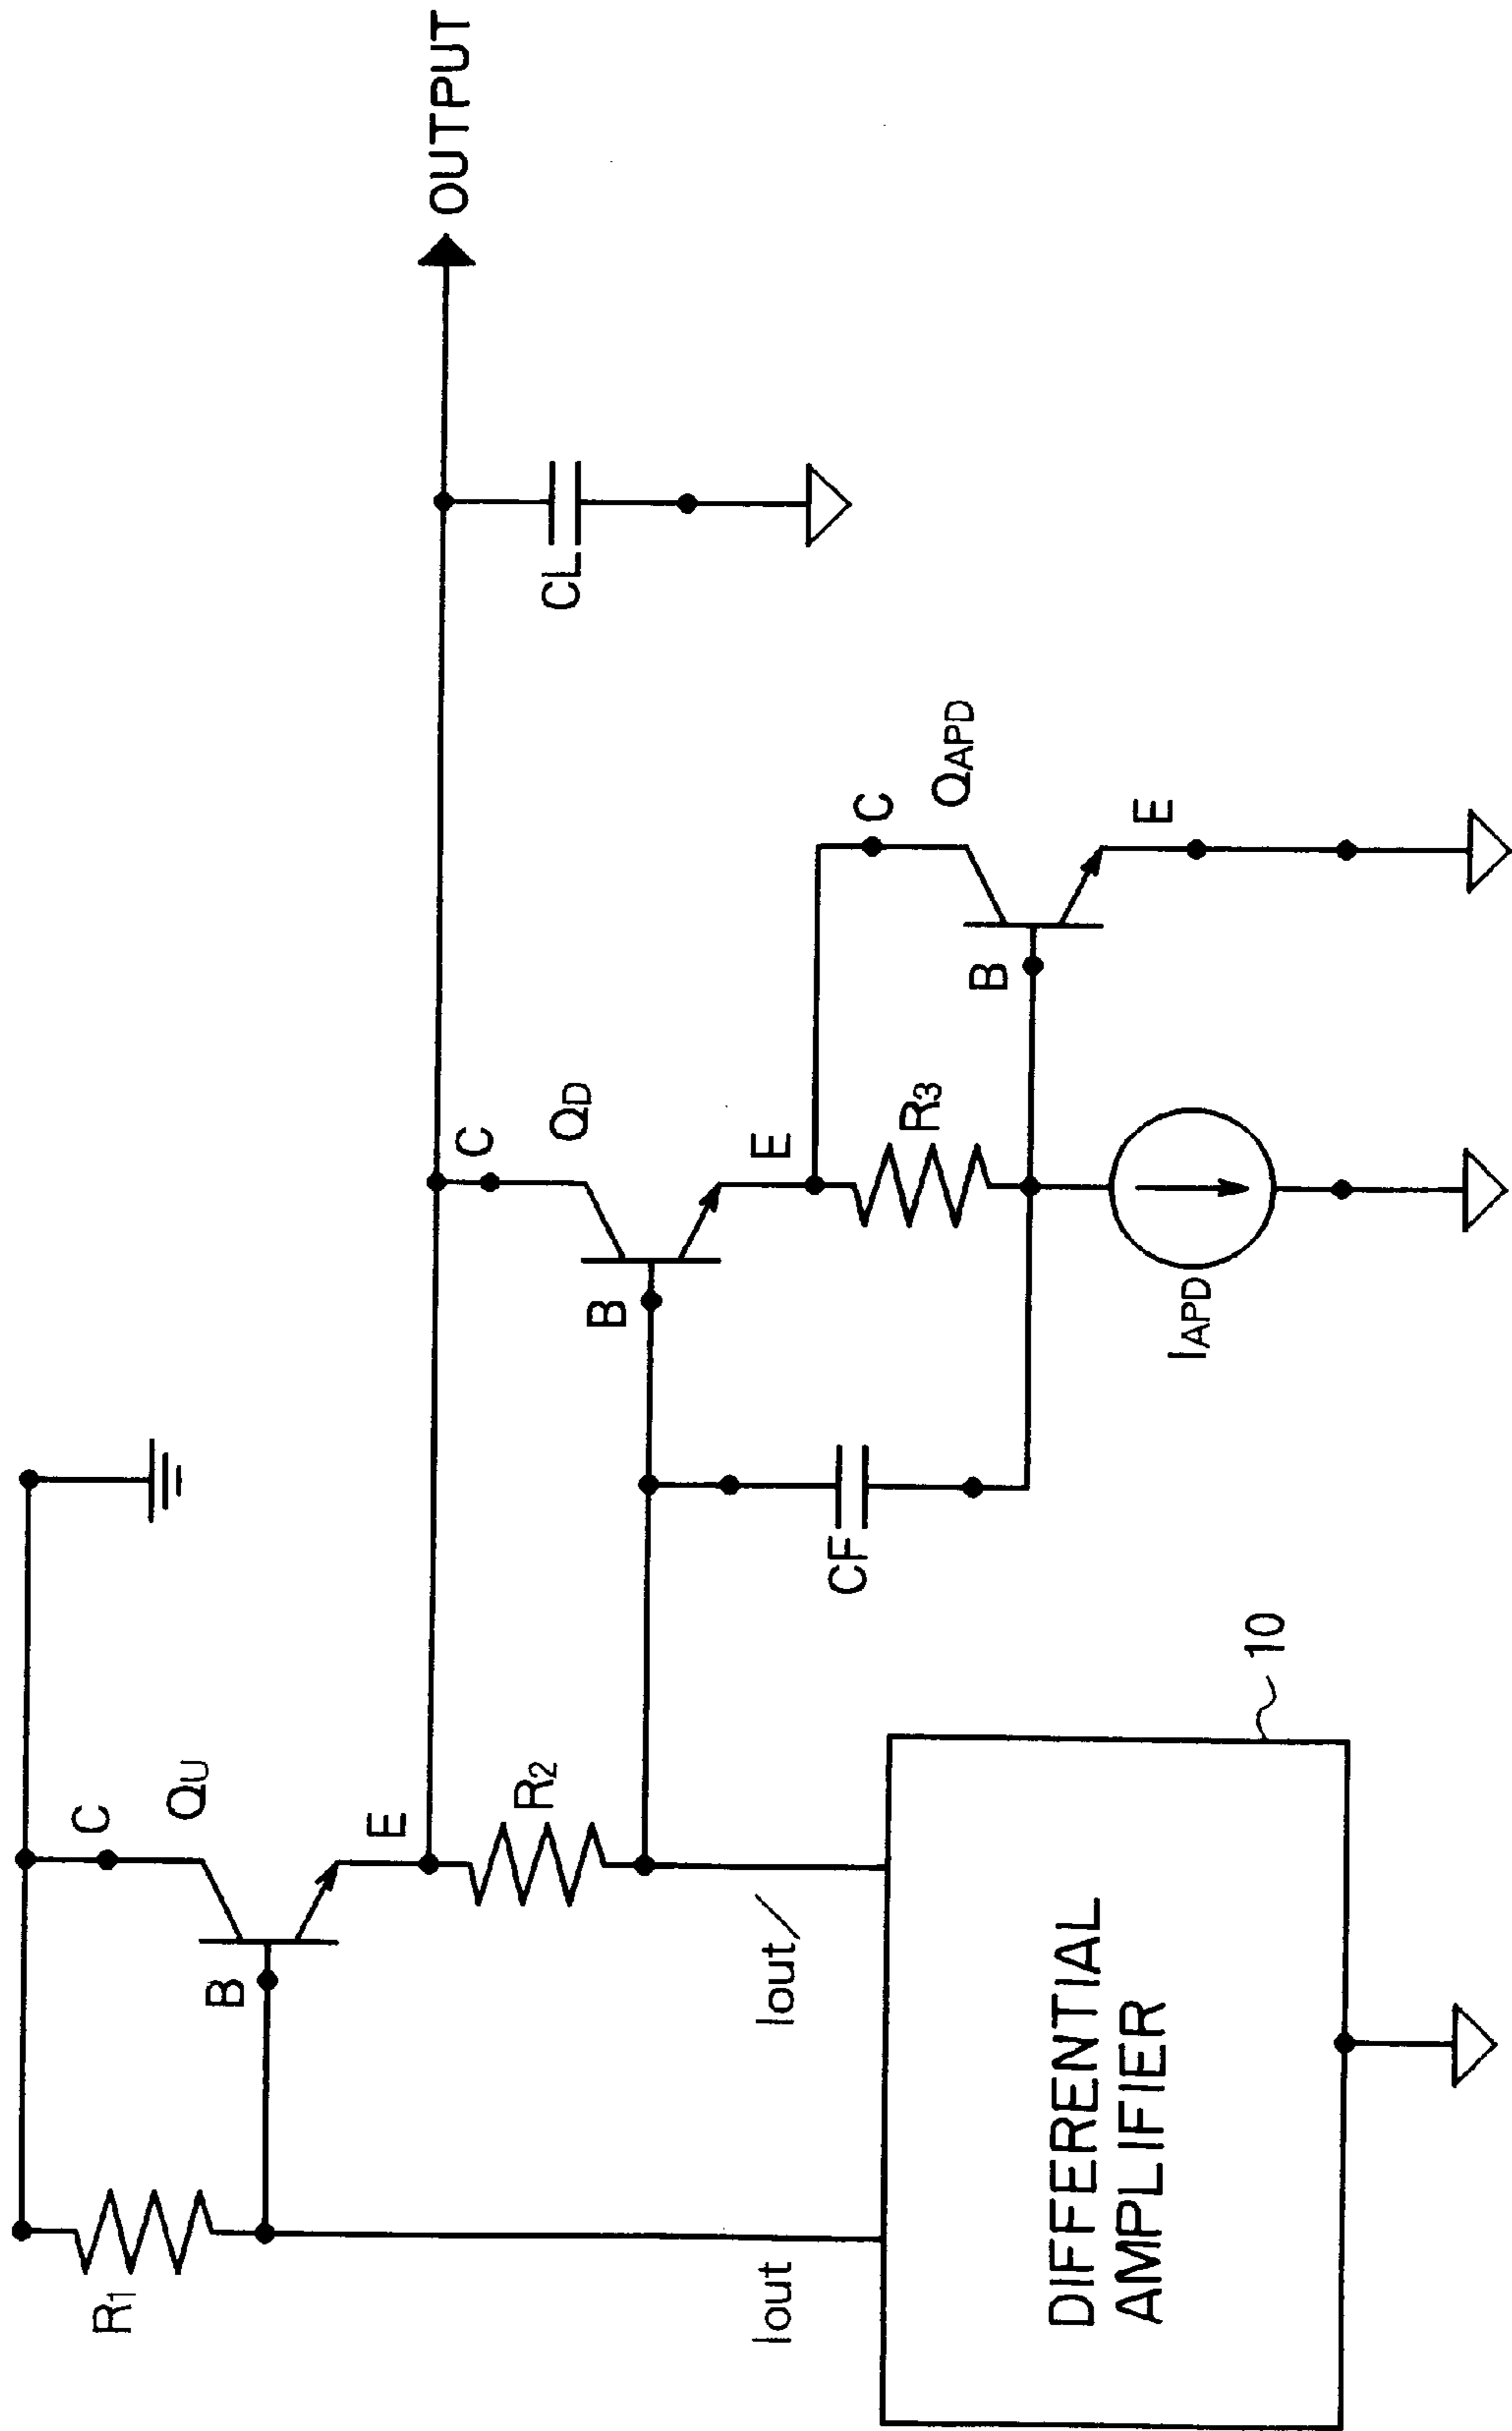 R1
C
QU
B
E
R2
Iout
Iout/
DIFFERENTIAL
AMPLIFIER
10
CF
B
C
QD
E
R3
IAPD
B
C
QAPD
E
CL
OUTPUT